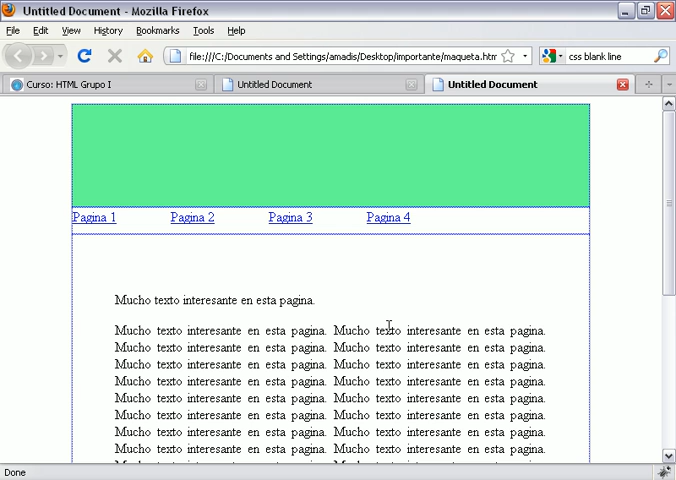 Untitled Document - Mozilla Firefox
File Edit View History Bookmarks Tools Help
file:///C:/Documents and Settings/amadis/Desktop/importante/maqueta.htm css blank line
Curso: HTML Grupo I Untitled Document Untitled Document
Pagina 1 Pagina 2 Pagina 3 Pagina 4
Mucho texto interesante en esta pagina.
Mucho texto interesante en esta pagina. Mucho texto interesante en esta pagina.
Mucho texto interesante en esta pagina. Mucho texto interesante en esta pagina.
Mucho texto interesante en esta pagina. Mucho texto interesante en esta pagina.
Mucho texto interesante en esta pagina. Mucho texto interesante en esta pagina.
Mucho texto interesante en esta pagina. Mucho texto interesante en esta pagina.
Mucho texto interesante en esta pagina. Mucho texto interesante en esta pagina.
Mucho texto interesante en esta pagina. Mucho texto interesante en esta pagina.
Mucho texto interesante en esta pagina. Mucho texto interesante en esta pagina.
Done